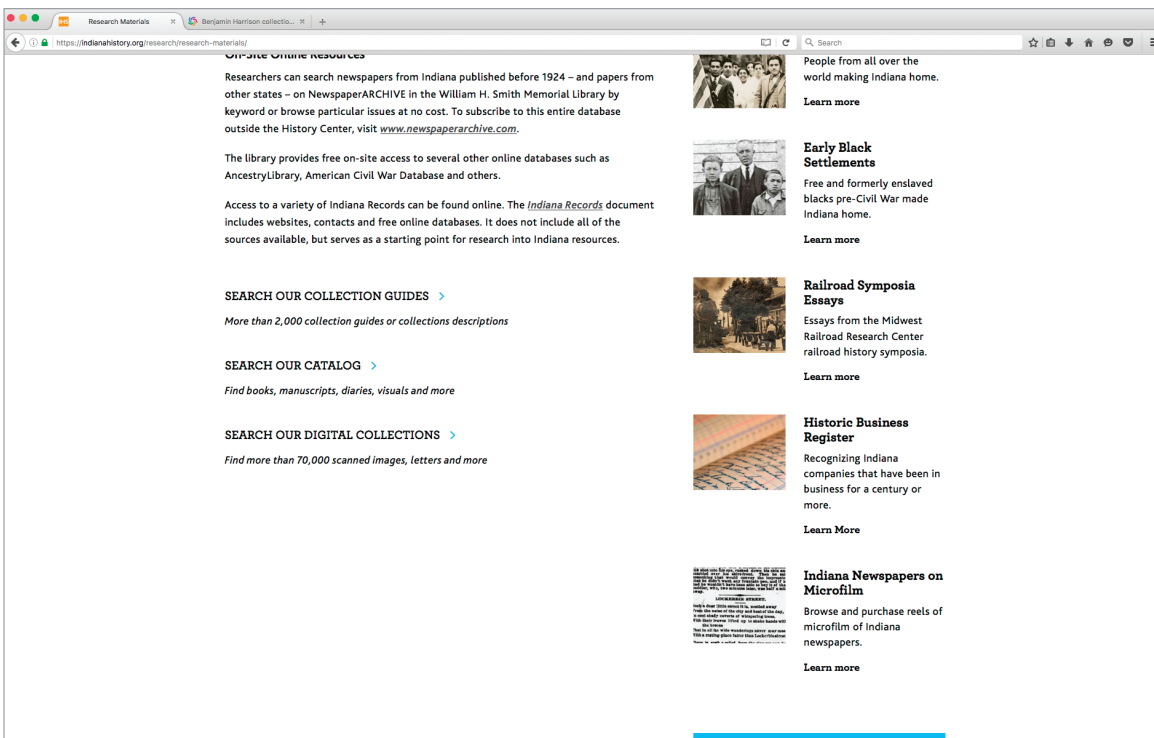 Research Materials
Benjamin Harrison collectio...
https://indianahistory.org/research/research-materials/
Search
On-Site Online Resources
Researchers can search newspapers from Indiana published before 1924 – and papers from
other states – on NewspaperARCHIVE in the William H. Smith Memorial Library by
keyword or browse particular issues at no cost. To subscribe to this entire database
outside the History Center, visit www.newspaperarchive.com.
The library provides free on-site access to several other online databases such as
AncestryLibrary, American Civil War Database and others.
Access to a variety of Indiana Records can be found online. The Indiana Records document
includes websites, contacts and free online databases. It does not include all of the
sources available, but serves as a starting point for research into Indiana resources.
SEARCH OUR COLLECTION GUIDES >
More than 2,000 collection guides or collections descriptions
SEARCH OUR CATALOG >
Find books, manuscripts, diaries, visuals and more
SEARCH OUR DIGITAL COLLECTIONS >
Find more than 70,000 scanned images, letters and more
People from all over the
world making Indiana home.
Learn more
Early Black
Settlements
Free and formerly enslaved
blacks pre-Civil War made
Indiana home.
Learn more
Railroad Symposia
Essays
Essays from the Midwest
Railroad Research Center
railroad history symposia.
Learn more
Historic Business
Register
Recognizing Indiana
companies that have been in
business for a century or
more.
Learn More
LOCKERBIE STREET.
Indiana Newspapers on
Microfilm
Browse and purchase reels of
microfilm of Indiana
newspapers.
Learn more